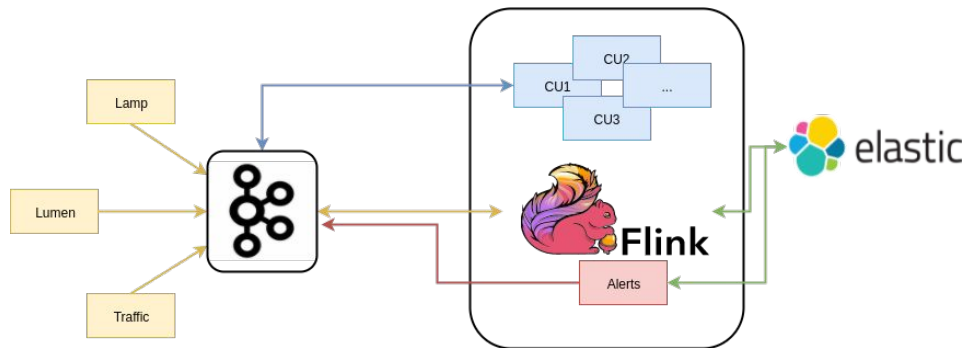 Lamp
Lumen
Traffic
CU2
CU1
...
CU3
Flink
Alerts
elastic